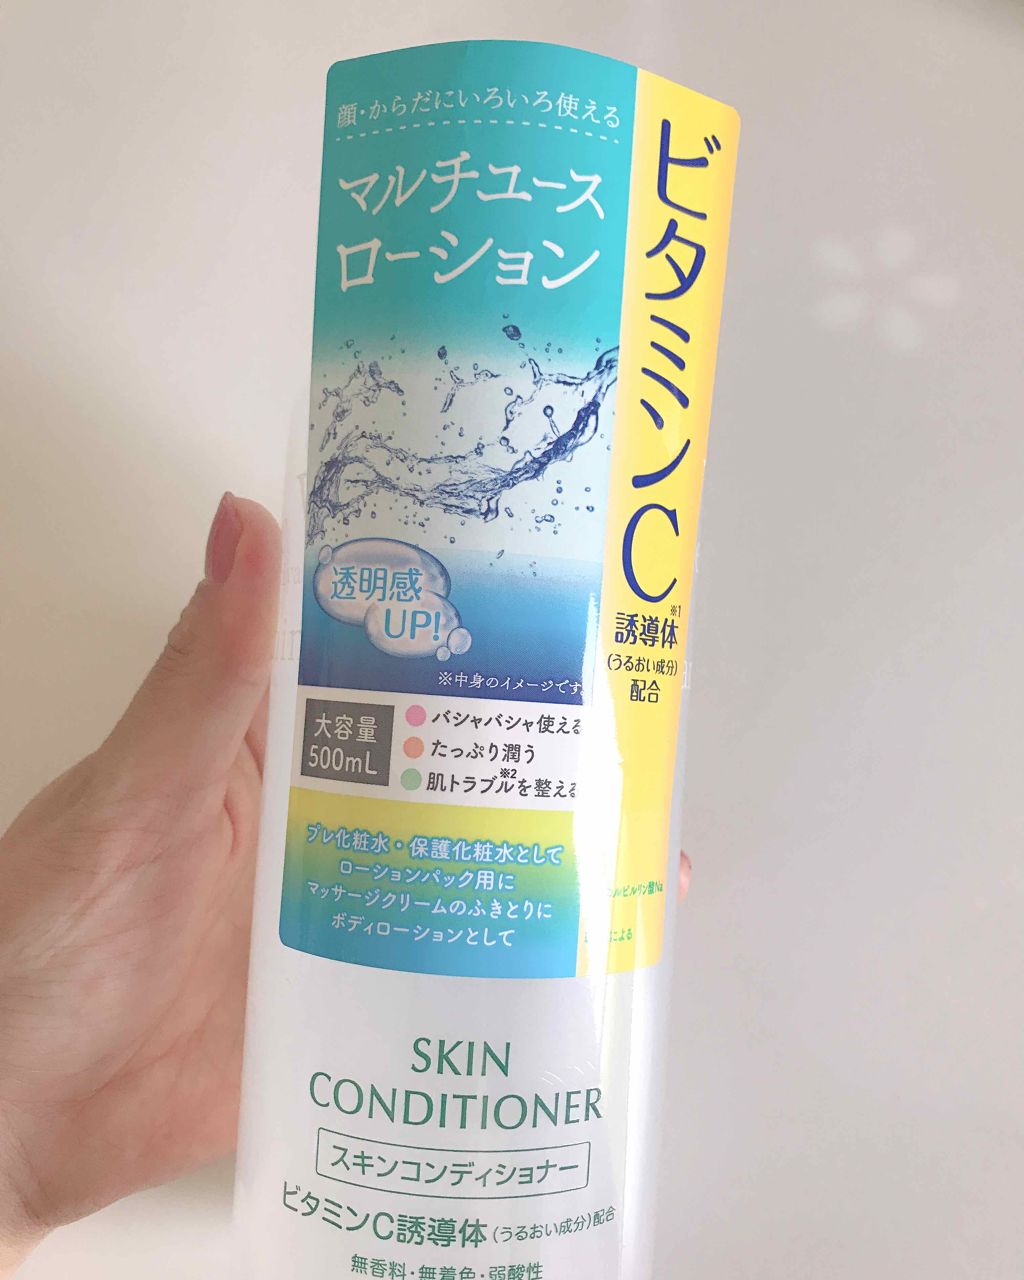 顔・からだにいろいろ使える
マルチユース
ローション
ビタミンC
※1
誘導体
(うるおい成分)
配合
透明感
UP!
※中身のイメージです
大容量
500mL
バシャバシャ使える
たっぷり潤う
肌トラブル※2を整える
プレ化粧水・保護化粧水として
ローションパック用に
マッサージクリームのふきとりに
ボディローションとして
による
SKIN
CONDITIONER
スキンコンディショナー
ビタミンC誘導体(うるおい成分)配合
無香料・無着色・弱酸性